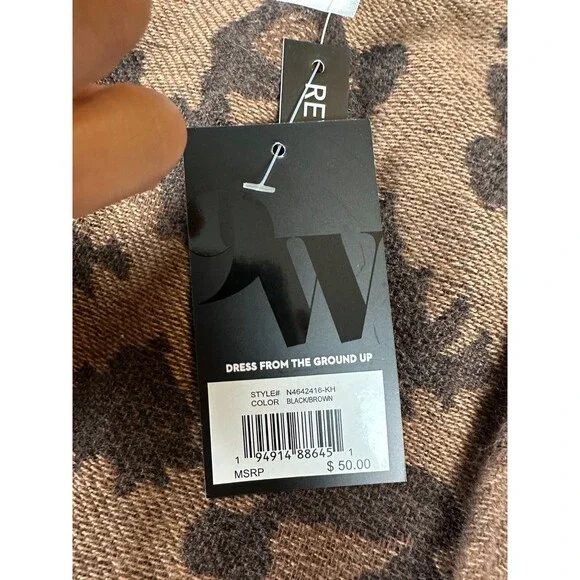 RE
W
DRESS FROM THE GROUND UP
STYLE# N4642416-KH
COLOR BLACK/BROWN
1 94914 88645 1
MSRP $ 50.00